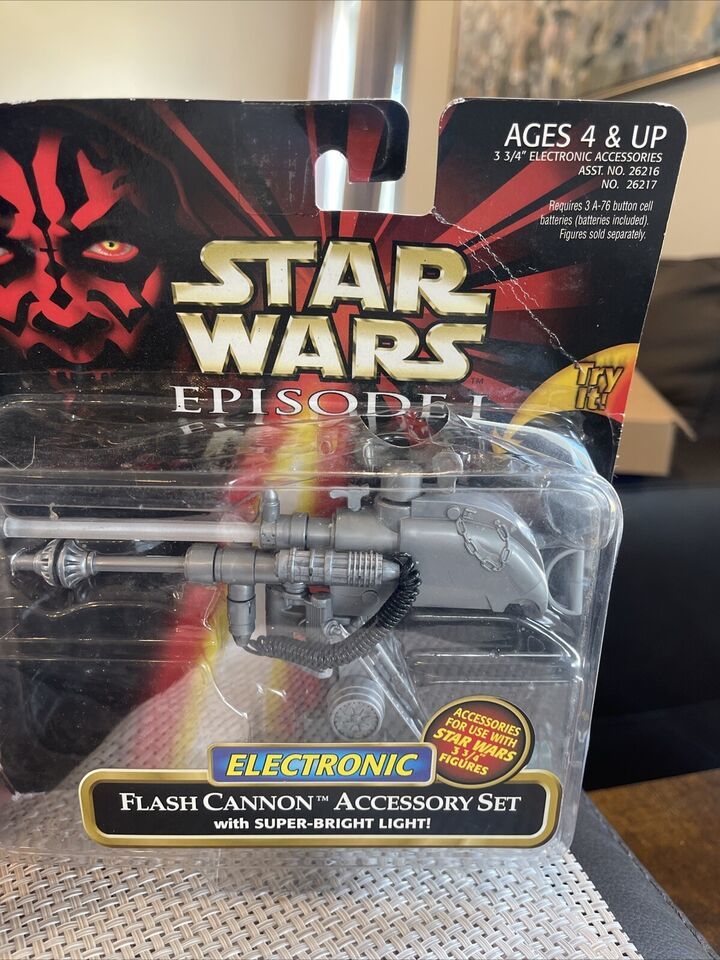 AGES 4 & UP
3 3/4" ELECTRONIC ACCESSORIES
ASST. NO. 26216
NO. 26217
Requires 3 A-76 button cell
batteries (batteries included).
Figures sold separately.
STAR
WARS
TM
EPISODE I
Try
It!
ACCESSORIES
FOR USE WITH
STAR WARS
3 3/4"
FIGURES
ELECTRONIC
FLASH CANNON™ ACCESSORY SET
with SUPER-BRIGHT LIGHT!